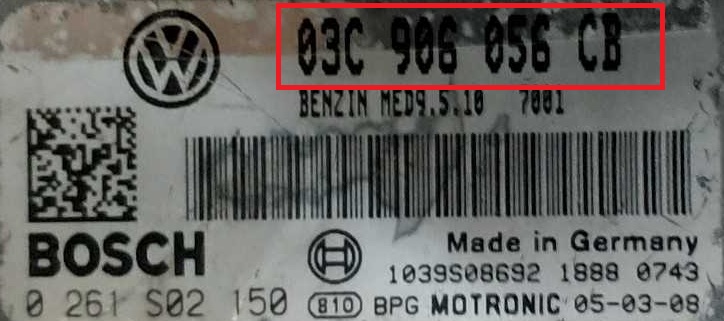 03C 906 056 CB
BENZIN MED9.5.10 7001
BOSCH
Made in Germany
1039S08692 1888 0743
0 261 S02 150 810 BPG MOTRONIC 05-03-08